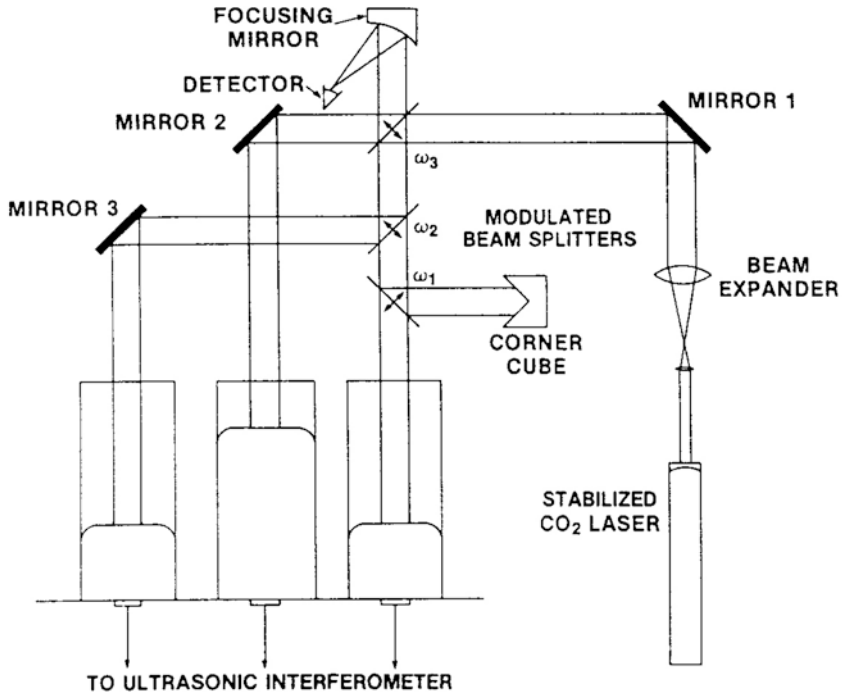 FOCUSING
MIRROR
DETECTOR
MIRROR 1
MIRROR 2
ω3
MIRROR 3
MODULATED
BEAM SPLITTERS
ω2
ω1
BEAM
EXPANDER
CORNER
CUBE
STABILIZED
CO2 LASER
TO ULTRASONIC INTERFEROMETER